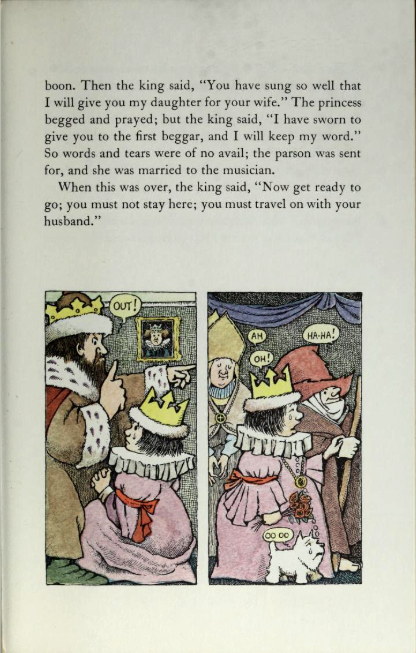 boon. Then the king said, “You have sung so well that
I will give you my daughter for your wife.” The princess
begged and prayed; but the king said, “I have sworn to
give you to the first beggar, and I will keep my word.”
So words and tears were of no avail; the parson was sent
for, and she was married to the musician.
When this was over, the king said, “Now get ready to
go; you must not stay here; you must travel on with your
husband.”
OUT!
AH
OH!
HA-HA!
OO OO